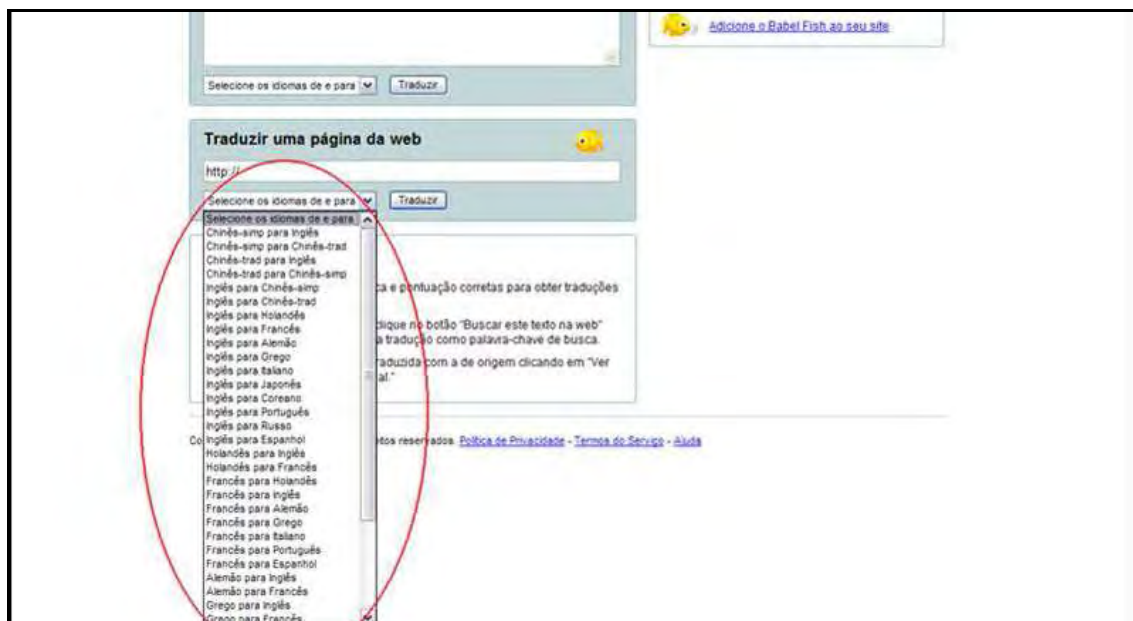 Adicione o Babel Fish ao seu site
Selecione os idiomas de e para
Traduzir
Traduzir uma página da web
http://
Selecione os idiomas de e para
Traduzir
Selecione os idiomas de e para
Chinês-simp para Inglês
Chinês-simp para Chinês-trad
Chinês-trad para Inglês
Chinês-trad para Chinês-simp
Inglês para Chinês-simp
Inglês para Chinês-trad
Inglês para Holandês
Inglês para Francês
Inglês para Alemão
Inglês para Grego
Inglês para Italiano
Inglês para Japonês
Inglês para Coreano
Inglês para Português
Inglês para Russo
Inglês para Espanhol
Holandês para Inglês
Holandês para Francês
Francês para Holandês
Francês para Inglês
Francês para Alemão
Francês para Grego
Francês para Italiano
Francês para Português
Francês para Espanhol
Alemão para Inglês
Alemão para Francês
Grego para Inglês
Grego para Francês
e pontuação corretas para obter traduções
clique no botão "Buscar este texto na web"
a tradução como palavra-chave de busca.
traduzida com a de origem clicando em "Ver
al."
Co
tos reservados. Política de Privacidade - Termos do Serviço - Ajuda